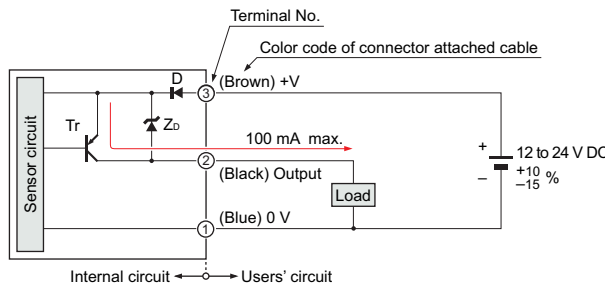 Terminal No.
Color code of connector attached cable
D
3
(Brown) +V
Tr
ZD
100 mA max.
Sensor circuit
2
(Black) Output
+
–
12 to 24 V DC
+10
–15 %
Load
(Blue) 0 V
1
Internal circuit
Users' circuit